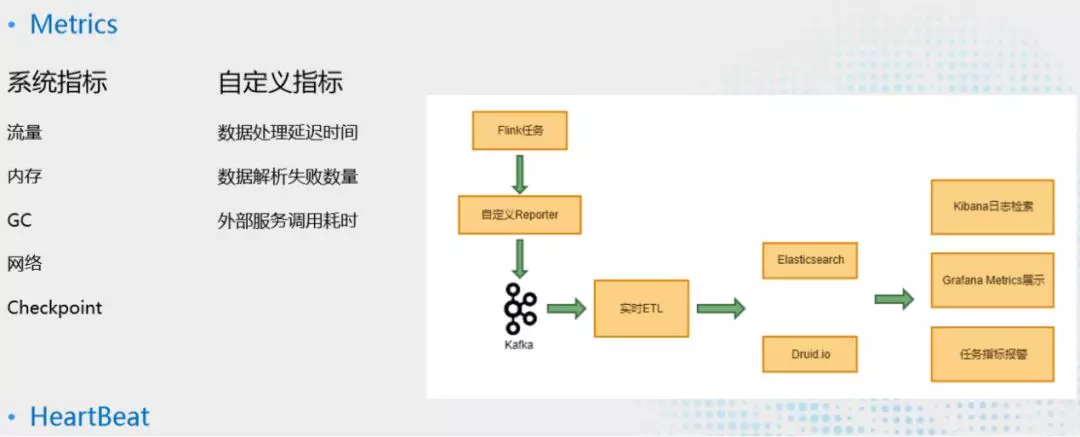 • Metrics
系统指标
自定义指标
流量
数据处理延迟时间
内存
数据解析失败数量
GC
外部服务调用耗时
网络
Checkpoint
Flink任务
自定义Reporter
Kafka
实时ETL
Elasticsearch
Druid.io
Kibana日志检索
Grafana Metrics展示
任务指标报警
• HeartBeat